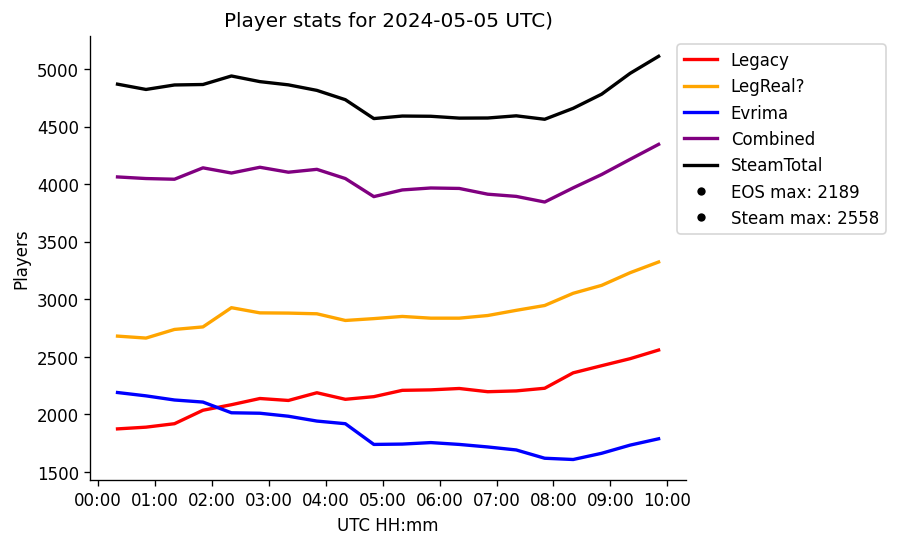 Player stats for 2024-05-05 UTC)
Players
5000
4500
4000
3500
3000
2500
2000
1500
00:00 01:00 02:00 03:00 04:00 05:00 06:00 07:00 08:00 09:00 10:00
UTC HH:mm
Legacy
LegReal?
Evrima
Combined
SteamTotal
EOS max: 2189
Steam max: 2558